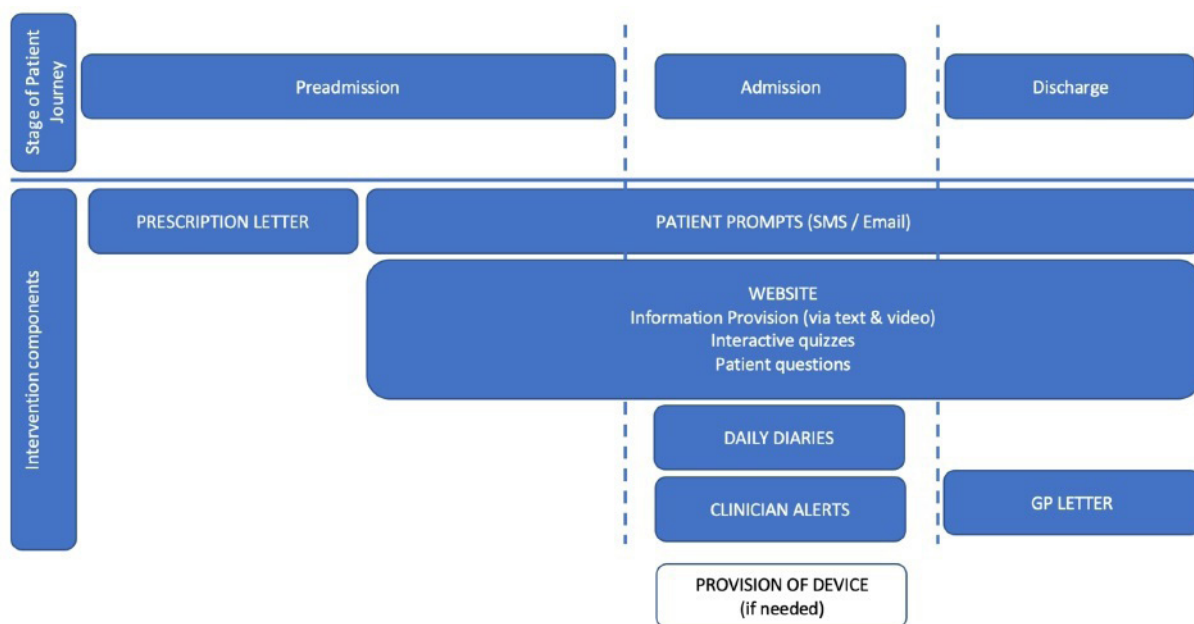 Stage of Patient
Journey
Preadmission
Admission
Discharge
Intervention components
PRESCRIPTION LETTER
PATIENT PROMPTS (SMS / Email)
WEBSITE
Information Provision (via text & video)
Interactive quizzes
Patient questions
DAILY DIARIES
CLINICIAN ALERTS
GP LETTER
PROVISION OF DEVICE
(if needed)